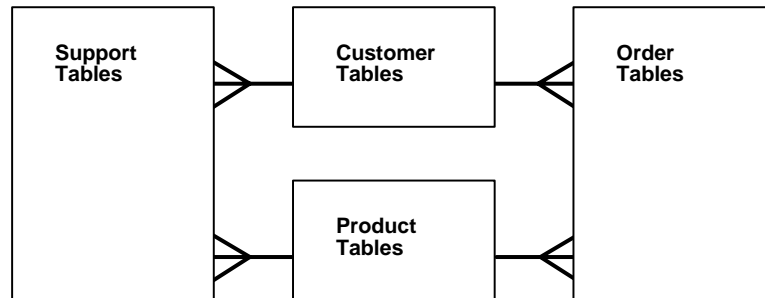 Support
Tables
Customer
Tables
Order
Tables
Product
Tables